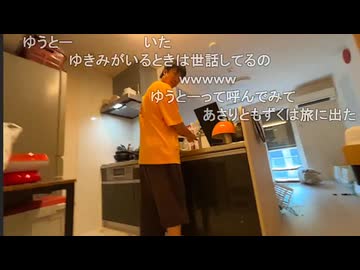 ゆうとー
いた
ゆきみがいるときは世話してるの
wwwww
ゆうとーって呼んでみて
あさりともずくは旅に出た